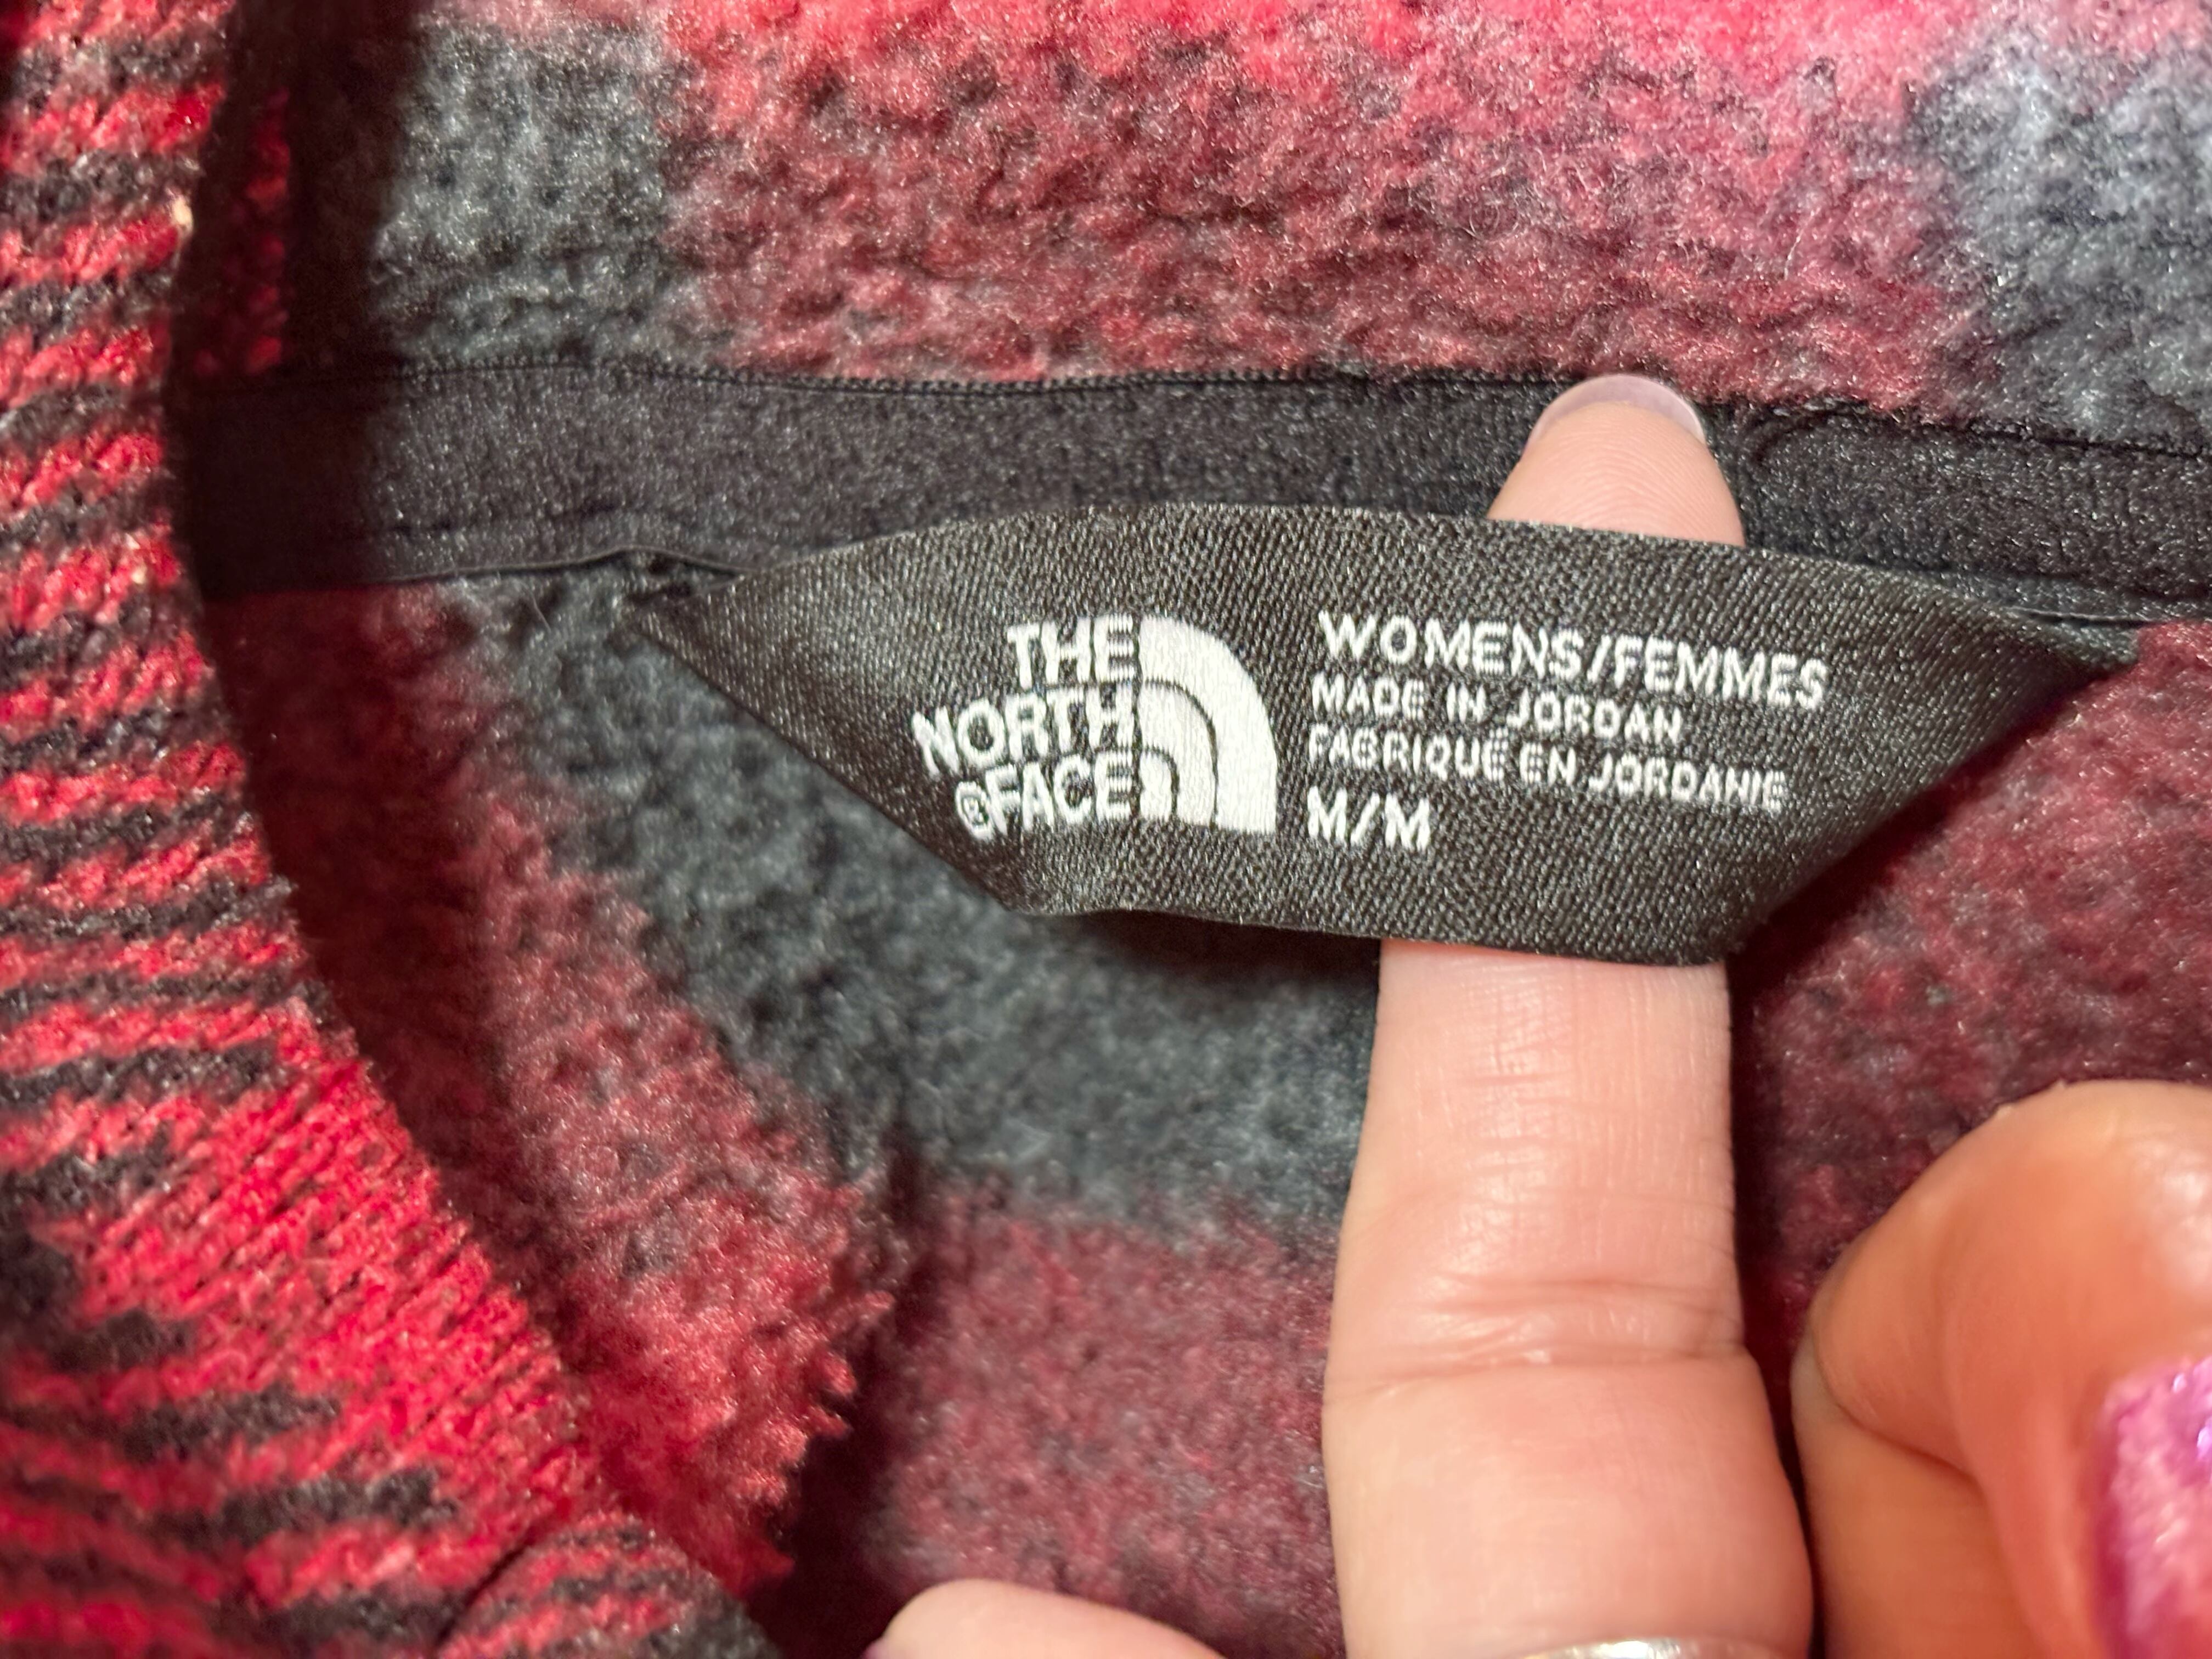 THE
NORTH
®FACE
WOMENS/FEMMES
MADE IN JORDAN
FABRIQUÉ EN JORDANIE
M/M